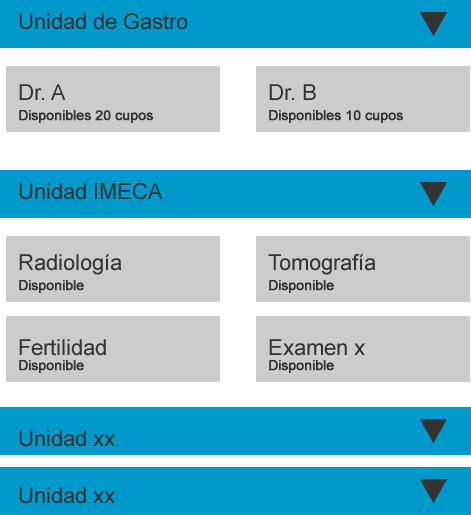 Unidad de Gastro
Dr. A
Disponibles 20 cupos
Dr. B
Disponibles 10 cupos
Unidad IMECA
Radiología
Disponible
Tomografía
Disponible
Fertilidad
Disponible
Examen x
Disponible
Unidad xx
Unidad xx